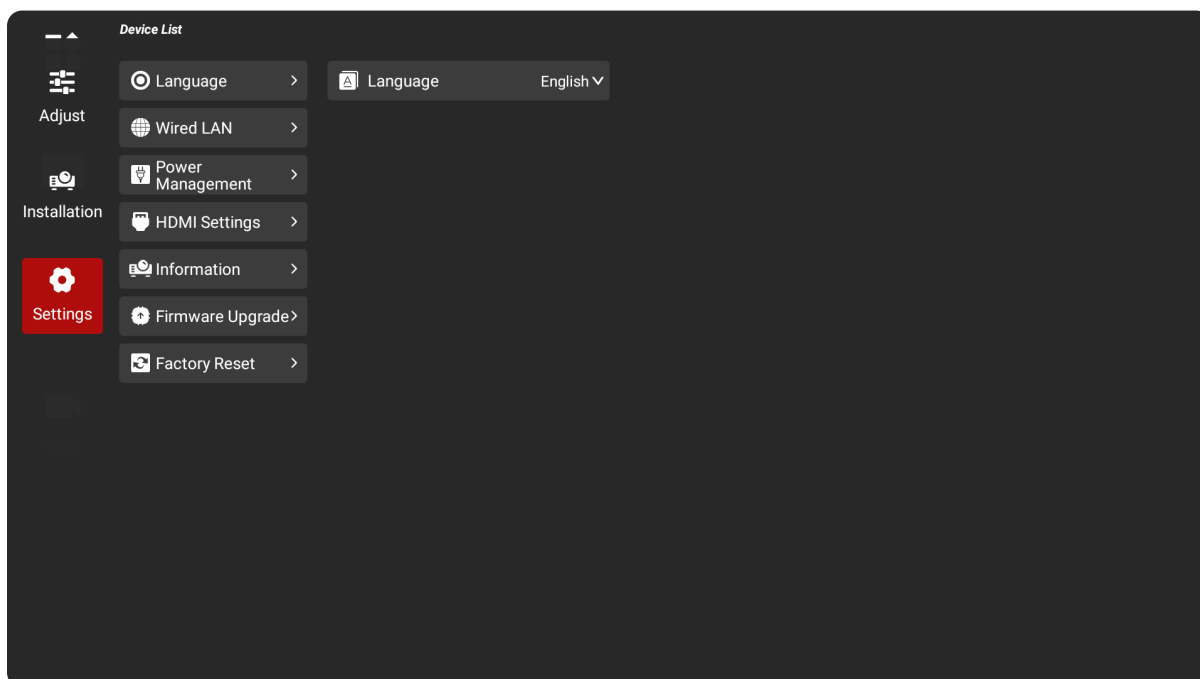 Device List
Adjust
Installation
Settings
Language
Wired LAN
Power
Management
HDMI Settings
Information
Firmware Upgrade
Factory Reset
Language English